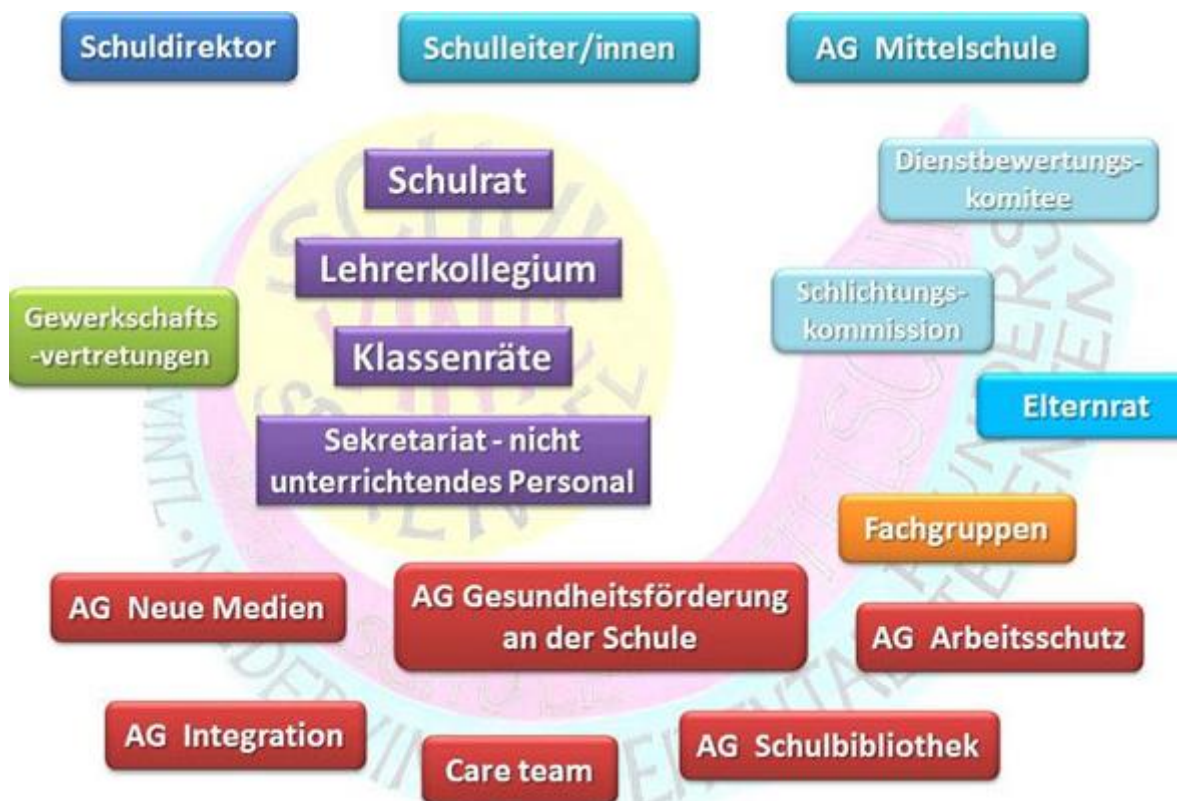 Schuldirektor
Schulleiter/innen
AG Mittelschule
Dienstbewertungs-
komitee
Schulrat
Lehrerkollegium
Schlichtungs-
kommission
Gewerkschafts
-vertretungen
Klassenräte
Elternrat
Sekretariat - nicht
unterrichtendes Personal
Fachgruppen
AG Neue Medien
AG Gesundheitsförderung
an der Schule
AG Arbeitsschutz
AG Integration
Care team
AG Schulbibliothek